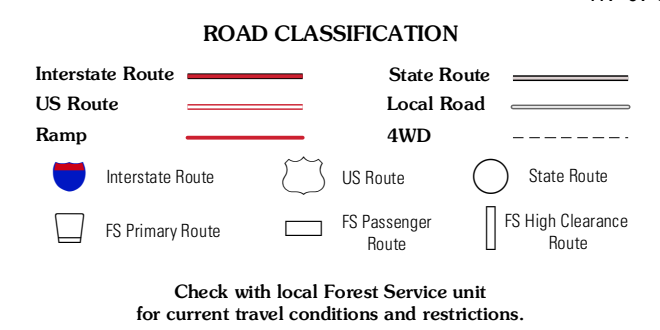 ROAD CLASSIFICATION
Interstate Route
State Route
US Route
Local Road
Ramp
4WD
Interstate Route
US Route
State Route
FS Primary Route
FS Passenger
Route
FS High Clearance
Route
Check with local Forest Service unit
for current travel conditions and restrictions.